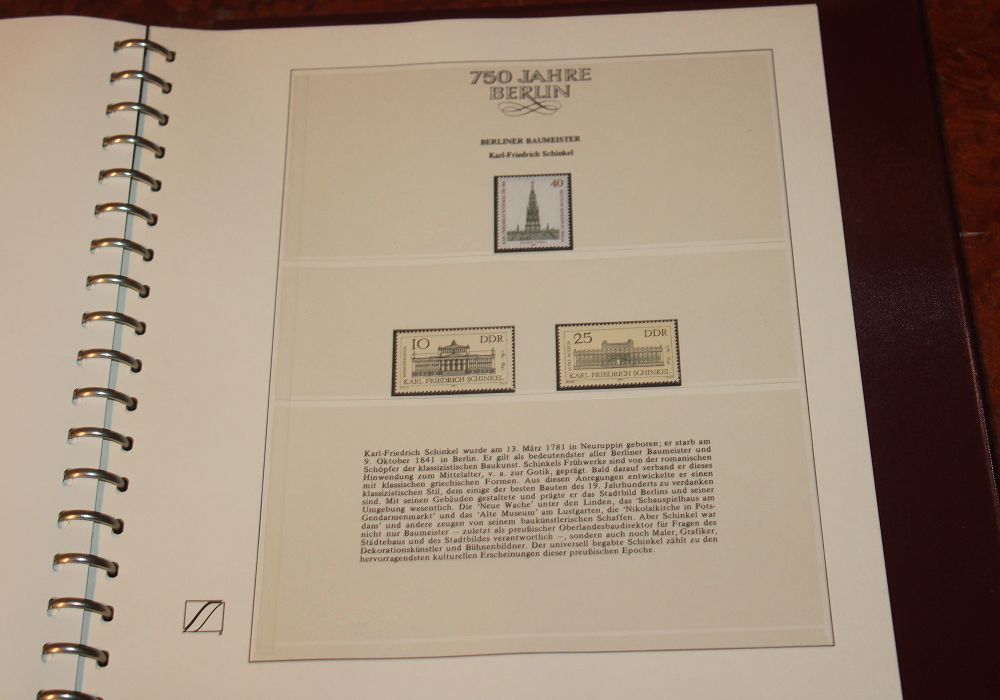 750 JAHRE
BERLIN
BERLINER BAUMEISTER
Karl-Friedrich Schinkel
40
10 DDR
KARL FRIEDRICH SCHINKEL
25 DDR
KARL FRIEDRICH SCHINKEL
Karl-Friedrich Schinkel wurde am 13. März 1781 in Neuruppin geboren; er starb am
9. Oktober 1841 in Berlin. Er gilt als bedeutendster aller Berliner Baumeister und
Schöpfer der klassizistischen Baukunst. Schinkels Frühwerke sind von der romanischen
Hinwendung zum Mittelalter, v. a. zur Gotik, geprägt. Bald darauf verband er dieses
mit klassischen griechischen Formen. Aus diesen Anregungen entwickelte er einen
klassizistischen Stil, dem einige der besten Bauten des 19. Jahrhunderts zu verdanken
sind. Mit seinen Gebäuden gestaltete und prägte er das Stadtbild Berlins und seiner
Umgebung wesentlich. Die 'Neue Wache' unter den Linden, das 'Schauspielhaus am
Gendarmenmarkt' und das 'Alte Museum' am Lustgarten, die 'Nikolaikirche in Pots-
dam' und andere zeugen von seinem baukünstlerischen Schaffen. Aber Schinkel war
nicht nur Baumeister – zuletzt als preußischer Oberlandesbaudirektor für Fragen des
Städtebaus und des Stadtbildes verantwortlich –, sondern auch noch Maler, Grafiker,
Dekorationskünstler und Bühnenbildner. Der universell begabte Schinkel zählt zu den
hervorragendsten kulturellen Erscheinungen dieser preußischen Epoche.